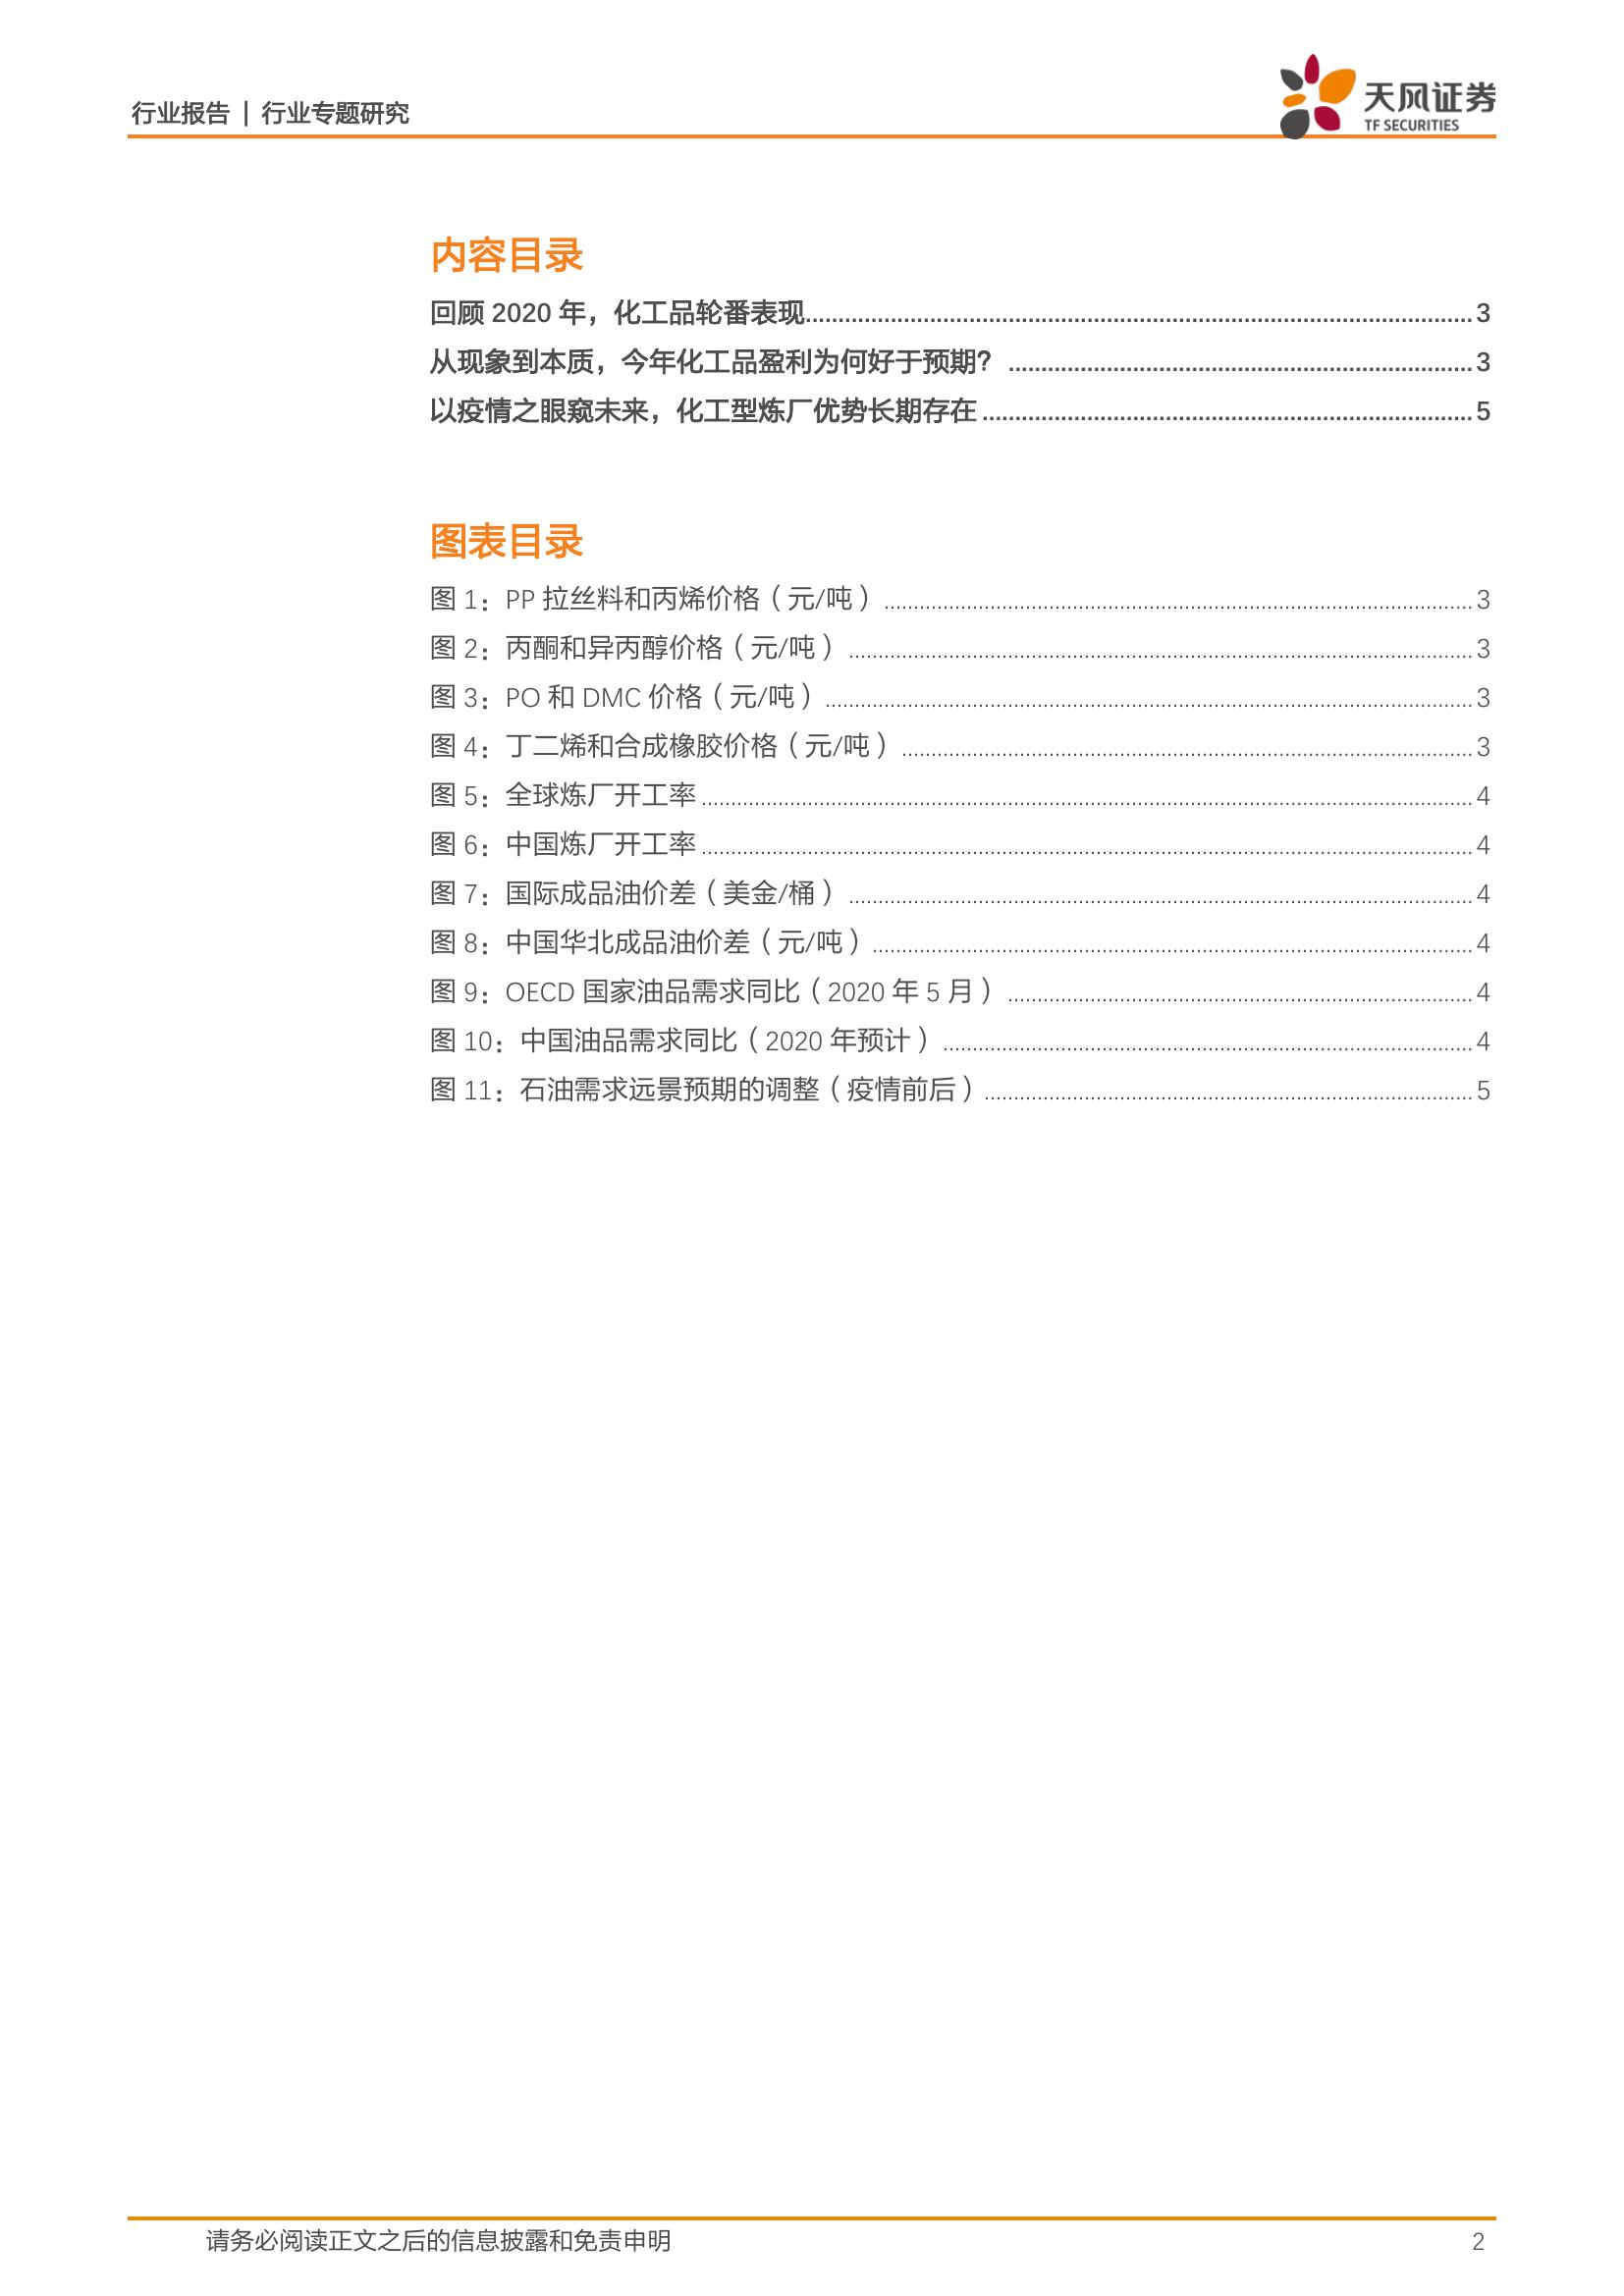 行业报告 | 行业专题研究
天风证券
TF SECURITIES
内容目录
回顾 2020 年，化工品轮番表现........................................................................3
从现象到本质，今年化工品盈利为何好于预期？........................................................................3
以疫情之眼窥未来，化工型炼厂优势长期存在........................................................................5
图表目录
图 1：PP 拉丝料和丙烯价格（元/吨）........................................................................3
图 2：丙酮和异丙醇价格（元/吨）........................................................................3
图 3：PO 和 DMC 价格（元/吨）........................................................................3
图 4：丁二烯和合成橡胶价格（元/吨）........................................................................3
图 5：全球炼厂开工率........................................................................4
图 6：中国炼厂开工率........................................................................4
图 7：国际成品油价差（美金/桶）........................................................................4
图 8：中国华北成品油价差（元/吨）........................................................................4
图 9：OECD 国家油品需求同比（2020 年 5 月）........................................................................4
图 10：中国油品需求同比（2020 年预计）........................................................................4
图 11：石油需求远景预期的调整（疫情前后）........................................................................5
请务必阅读正文之后的信息披露和免责申明 2